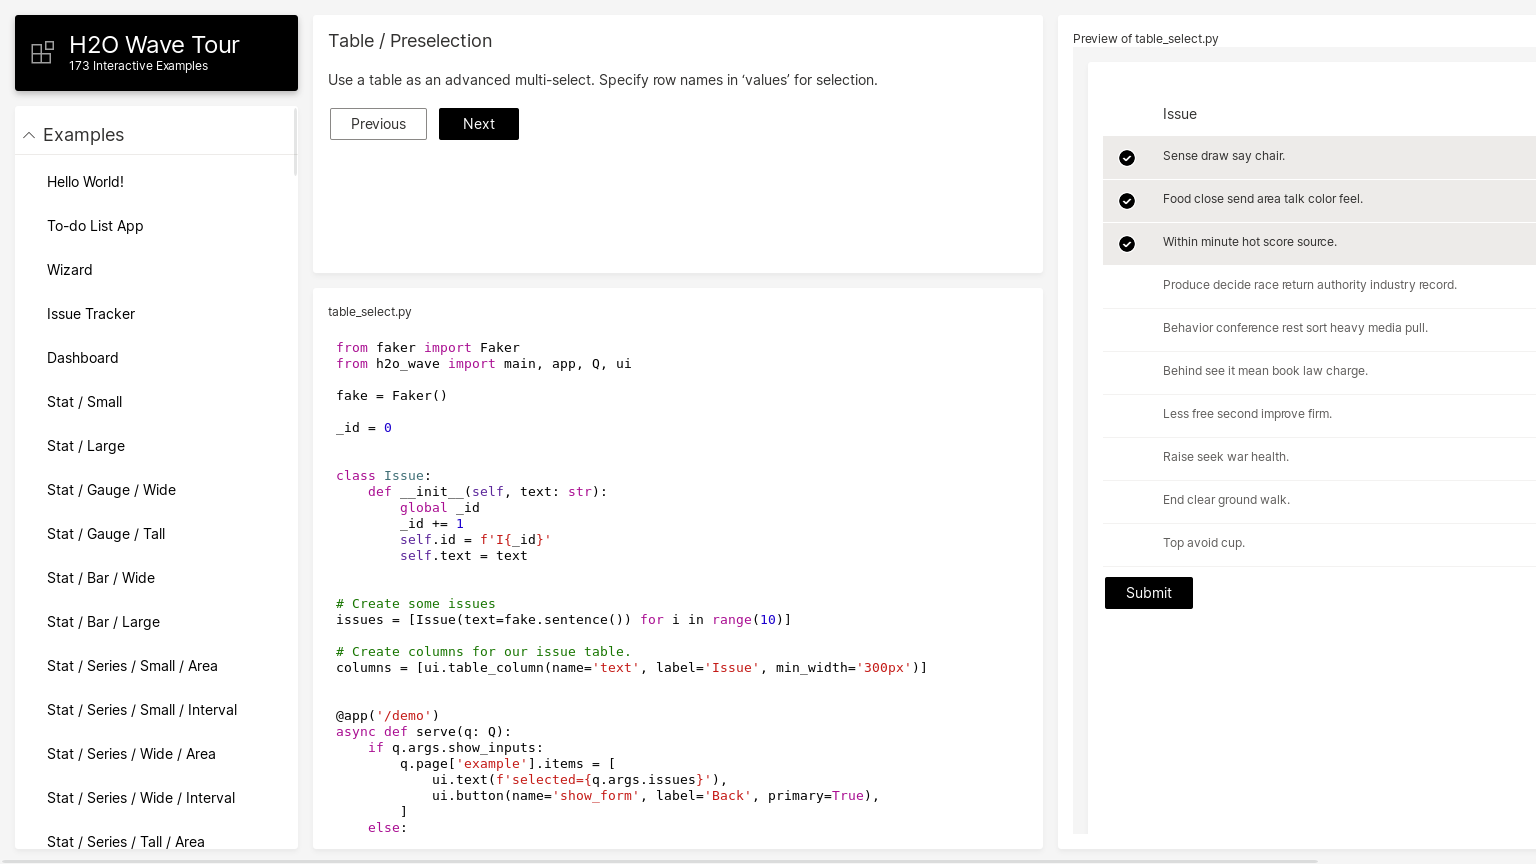 H2O Wave Tour
173 Interactive Examples
Examples
Hello World!
To-do List App
Wizard
Issue Tracker
Dashboard
Stat / Small
Stat / Large
Stat / Gauge / Wide
Stat / Gauge / Tall
Stat / Bar / Wide
Stat / Bar / Large
Stat / Series / Small / Area
Stat / Series / Small / Interval
Stat / Series / Wide / Area
Stat / Series / Wide / Interval
Stat / Series / Tall / Area
Table / Preselection
Use a table as an advanced multi-select. Specify row names in ‘values’ for selection.
Previous Next
table_select.py
from faker import Faker
from h2o_wave import main, app, Q, ui
fake = Faker()
_id = 0
class Issue:
    def __init__(self, text: str):
        global _id
        _id += 1
        self.id = f'I{_id}'
        self.text = text
# Create some issues
issues = [Issue(text=fake.sentence()) for i in range(10)]
# Create columns for our issue table.
columns = [ui.table_column(name='text', label='Issue', min_width='300px')]
@app('/demo')
async def serve(q: Q):
    if q.args.show_inputs:
        q.page['example'].items = [
            ui.text(f'selected={q.args.issues}'),
            ui.button(name='show_form', label='Back', primary=True),
        ]
    else:
Preview of table_select.py
Issue
Sense draw say chair.
Food close send area talk color feel.
Within minute hot score source.
Produce decide race return authority industry record.
Behavior conference rest sort heavy media pull.
Behind see it mean book law charge.
Less free second improve firm.
Raise seek war health.
End clear ground walk.
Top avoid cup.
Submit